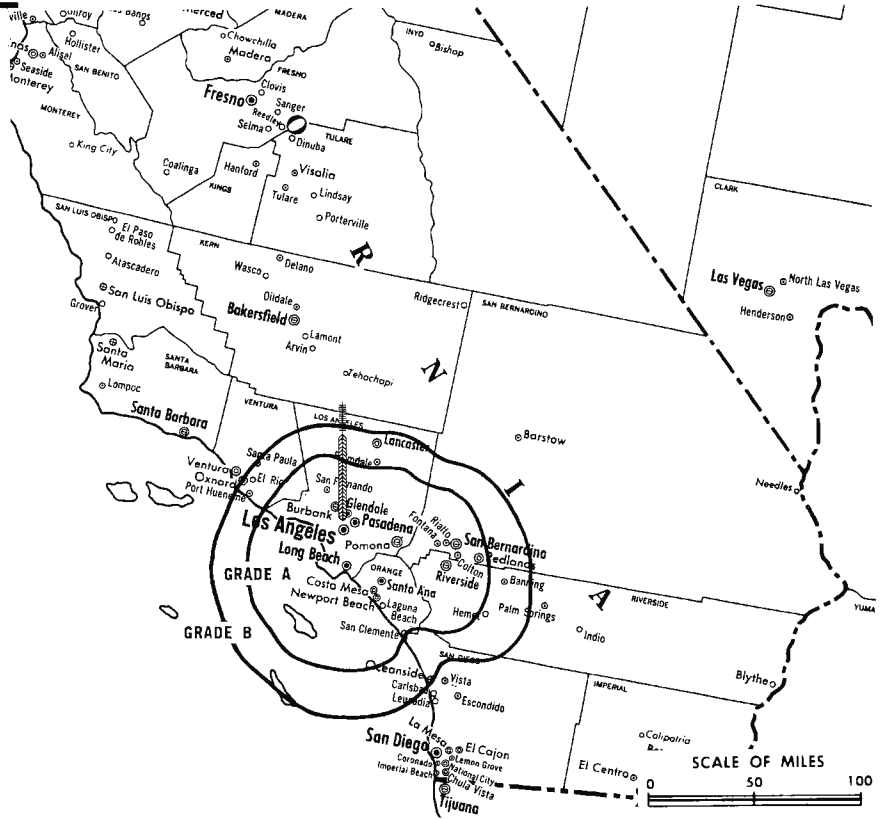 Gilroy
Los Banos
Merced
MADERA
ville
Hollister
Chowchilla
INYO
Bishop
Alisel
Madera
Seaside
SAN BENITO
FRESNO
Monterey
Clovis
Fresno
Sanger
MONTEREY
Reedley
Selma
O
TULARE
Dinuba
King City
Coalinga
Hanford
Visalia
KINGS
Tulare
Lindsay
CLARK
Porterville
SAN LUIS OBISPO
El Paso
de Robles
KERN
R
Atascadero
Wasco
Delano
Las Vegas
North Las Vegas
San Luis Obispo
Oildale
Ridgecrest
SAN BERNARDINO
Grover
Bakersfield
Henderson
Lamont
Arvin
Santa
Maria
SANTA
BARBARA
Tehachapi
N
Lompoc
VENTURA
Santa Barbara
LOS ANGELES
Lancaster
Barstow
Santa Paula
Ventura
Oxnard
El Rio
San Fernando
I
Needles
Port Hueneme
Burbank
Glendale
Los Angeles
Pasadena
Fontana
Rialto
San Bernardina
Pomona
Redlands
Long Beach
Colton
ORANGE
Riverside
GRADE A
Santa Ana
Banning
Costa Mesa
Newport Beach
Laguna
Beach
Hemet
Palm Springs
A
RIVERSIDE
YUMA
GRADE B
San Clemente
Indio
SAN DIEGO
Oceanside
Vista
Carlsbad
Leucadia
Escondido
IMPERIAL
Blythe
La Mesa
San Diego
El Cajon
Lemon Grove
Calipatria
Coronado
National City
Imperial Beach
Chula Vista
El Centro
Tijuana
SCALE OF MILES
0 50 100